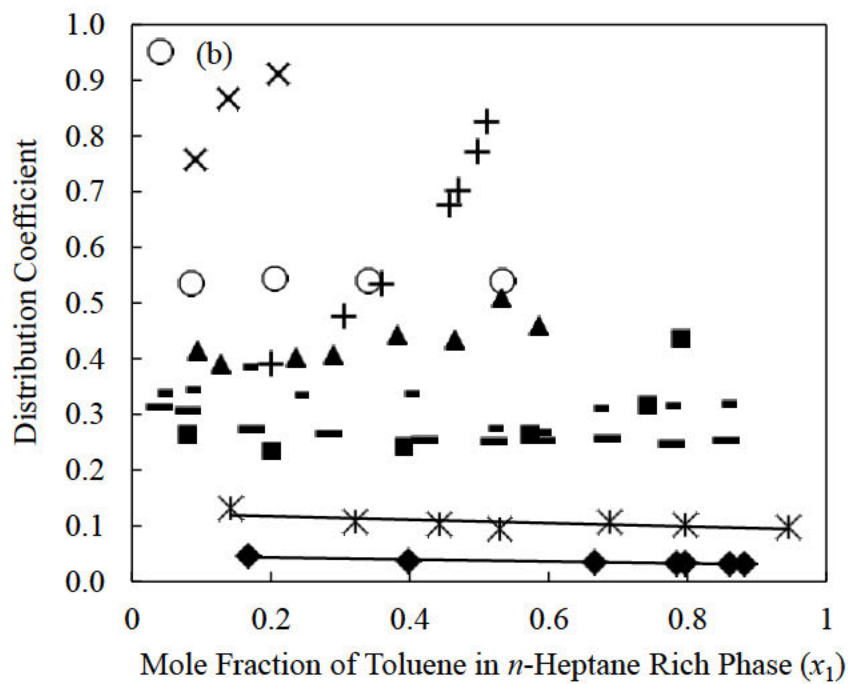 1.0
(b)
0.9
0.8
0.7
0.6
0.5
0.4
0.3
0.2
0.1
0.0
Distribution Coefficient
0 0.2 0.4 0.6 0.8 1
Mole Fraction of Toluene in n-Heptane Rich Phase (x₁)